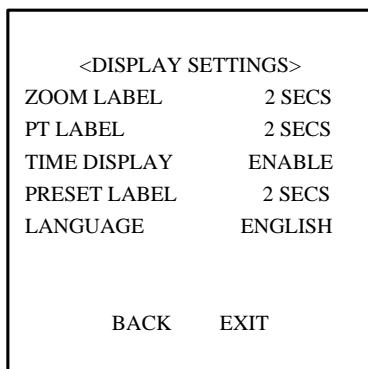 <DISPLAY SETTINGS>
ZOOM LABEL 2 SECS
PT LABEL 2 SECS
TIME DISPLAY ENABLE
PRESET LABEL 2 SECS
LANGUAGE ENGLISH
BACK EXIT